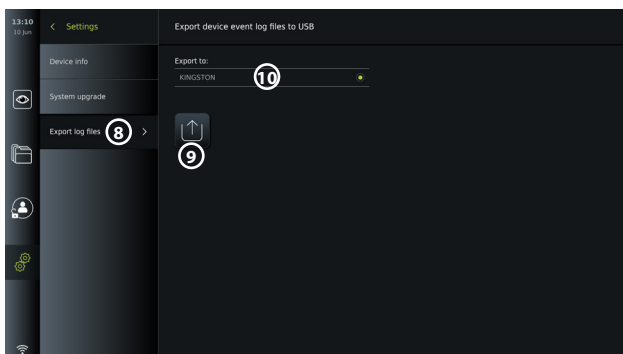 13:10
10 Jun
Settings
Export device event log files to USB
Device info
System upgrade
Export log files 8
Export to:
KINGSTON 10
9